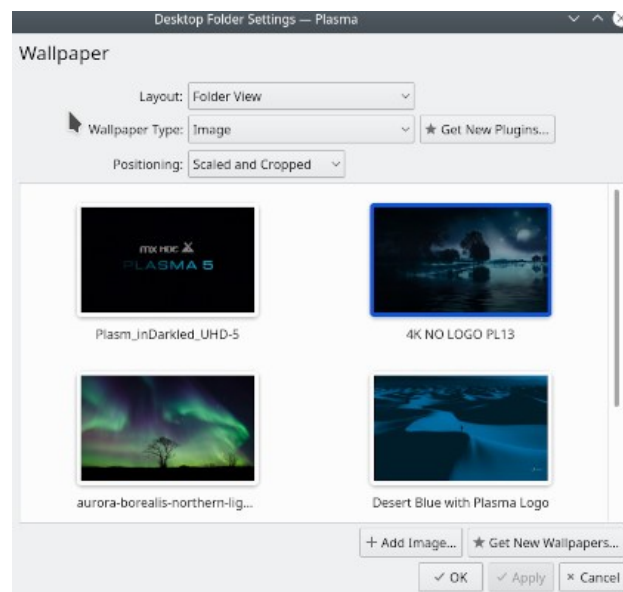 Desktop Folder Settings — Plasma
Wallpaper
Layout: Folder View
Wallpaper Type: Image ★ Get New Plugins...
Positioning: Scaled and Cropped
PLASMA 5
Plasm_inDarkled_UHD-5 4K NO LOGO PL13
aurora-borealis-northern-lig... Desert Blue with Plasma Logo
+ Add Image... ★ Get New Wallpapers...
✓ OK ✓ Apply × Cancel